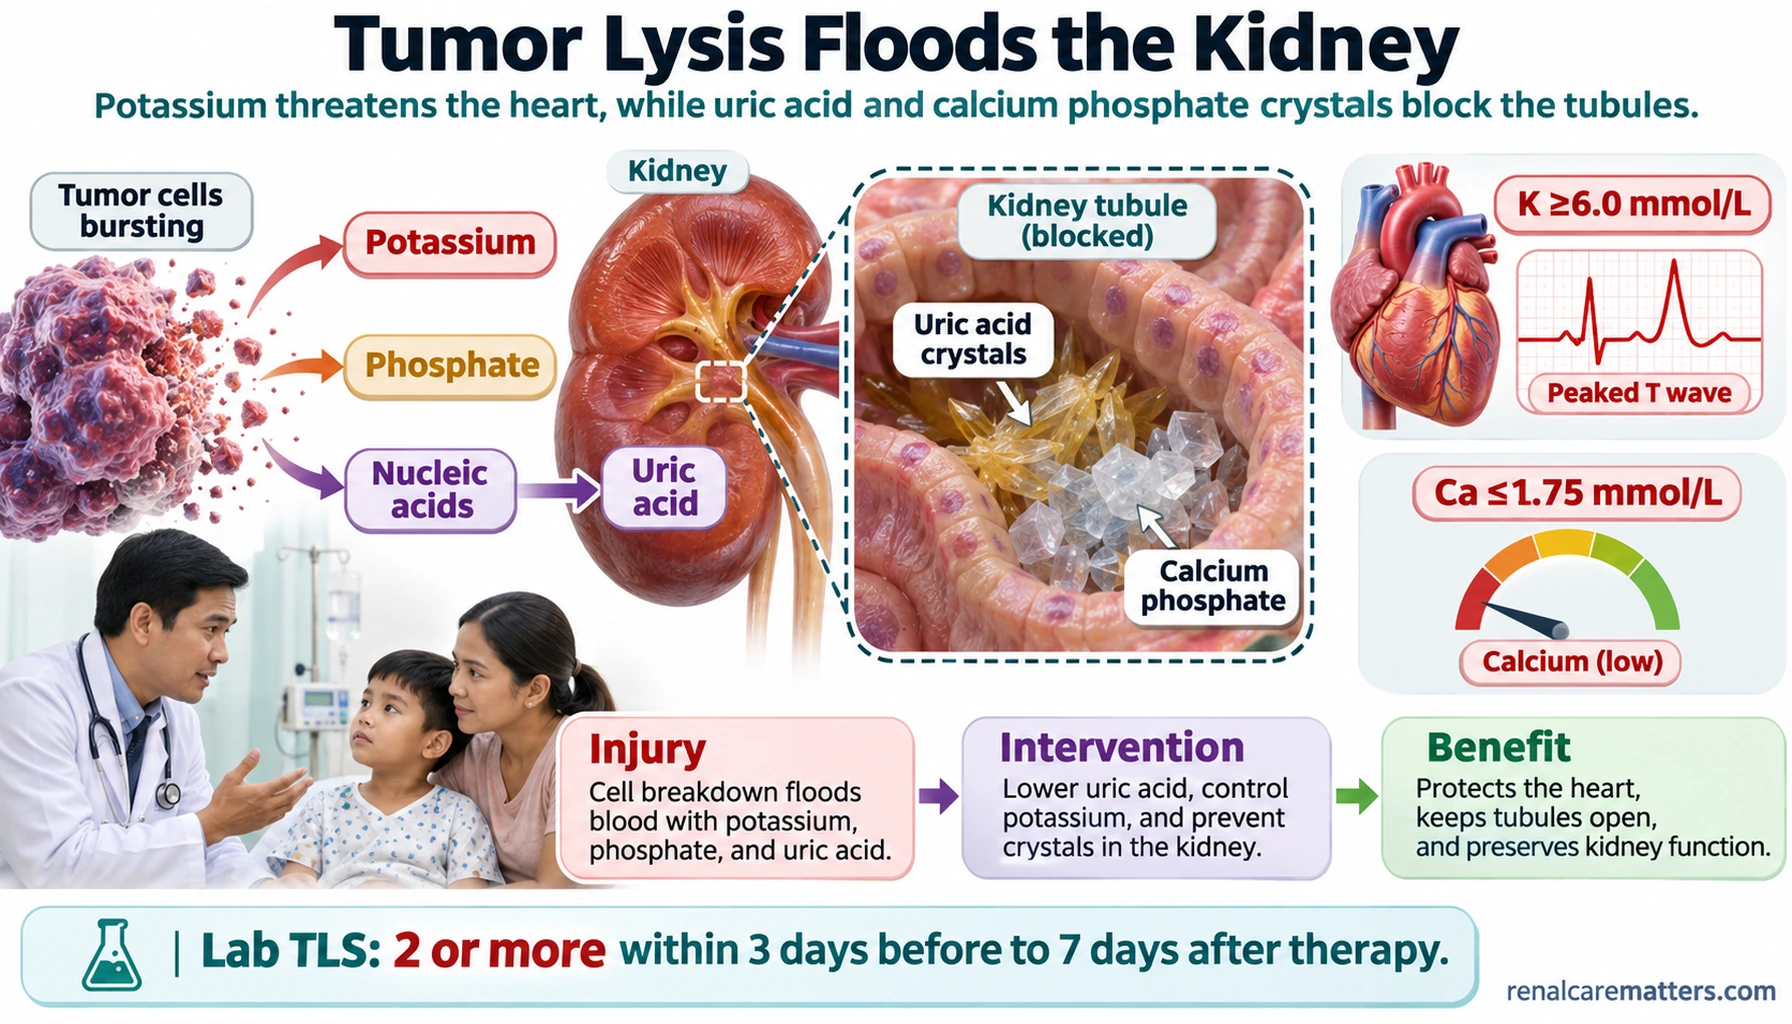 Tumor Lysis Floods the Kidney
Potassium threatens the heart, while uric acid and calcium phosphate crystals block the tubules.
Tumor cells
bursting
Potassium
Phosphate
Nucleic
acids
Uric
acid
Kidney
Kidney tubule
(blocked)
Uric acid
crystals
Calcium
phosphate
K ≥6.0 mmol/L
Peaked T wave
Ca ≤1.75 mmol/L
Calcium (low)
Injury
Cell breakdown floods
blood with potassium,
phosphate, and uric acid.
Intervention
Lower uric acid, control
potassium, and prevent
crystals in the kidney.
Benefit
Protects the heart,
keeps tubules open,
and preserves kidney function.
Lab TLS: 2 or more within 3 days before to 7 days after therapy.
renalcarematters.com